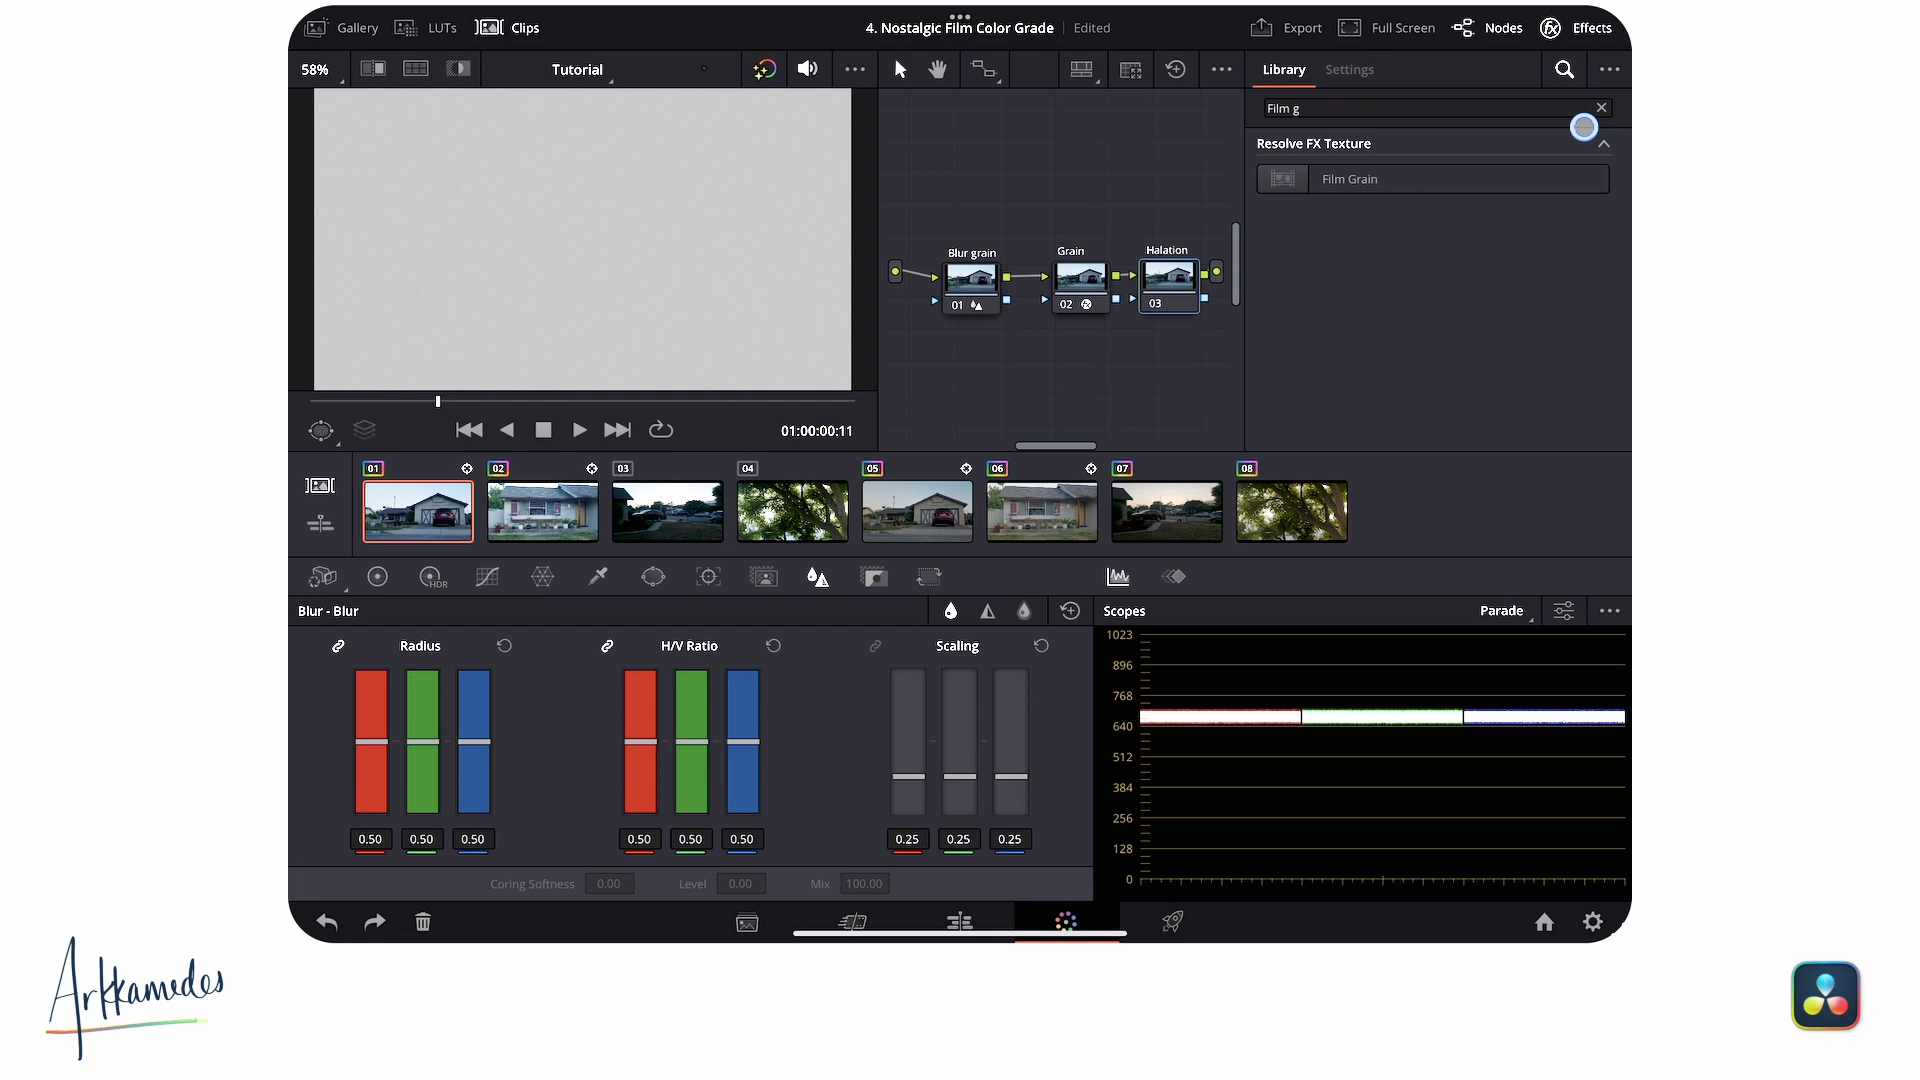 Gallery LUTs Clips 4. Nostalgic Film Color Grade Edited Export Full Screen Nodes Effects
58% Tutorial Library Settings
Film g
Resolve FX Texture
Film Grain
Blur grain Grain Halation
01 02 03
01:00:00:11
01 02 03 04 05 06 07 08
HDR
Blur - Blur Scopes Parade
Radius H/V Ratio Scaling
1023
896
768
640
512
384
256
128
0
0.50 0.50 0.50 0.50 0.50 0.50 0.25 0.25 0.25
Coring Softness 0.00 Level 0.00 Mix 100.00
Arkkamedes